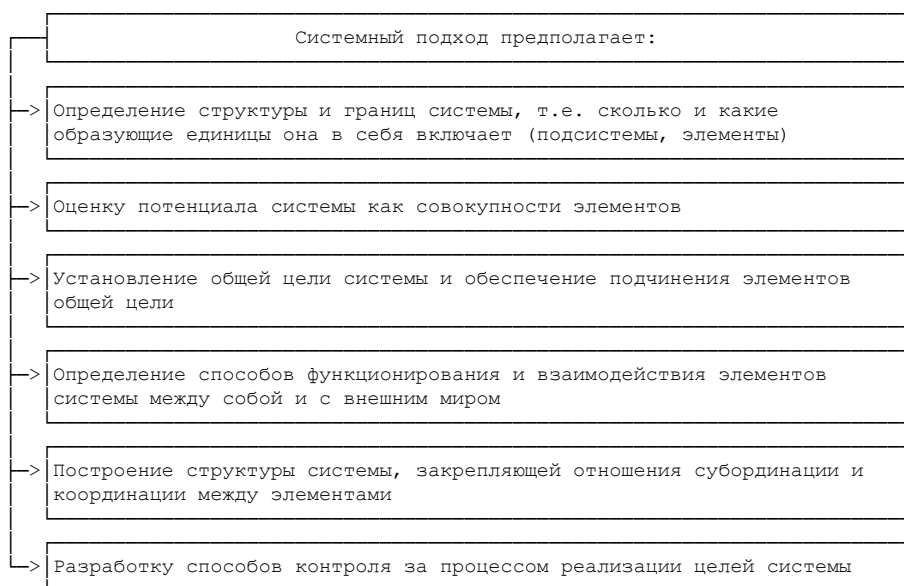 Системный подход предполагает:
Определение структуры и границ системы, т.е. сколько и какие
образующие единицы она в себя включает (подсистемы, элементы)
Оценку потенциала системы как совокупности элементов
Установление общей цели системы и обеспечение подчинения элементов
общей цели
Определение способов функционирования и взаимодействия элементов
системы между собой и с внешним миром
Построение структуры системы, закрепляющей отношения субординации и
координации между элементами
Разработку способов контроля за процессом реализации целей системы